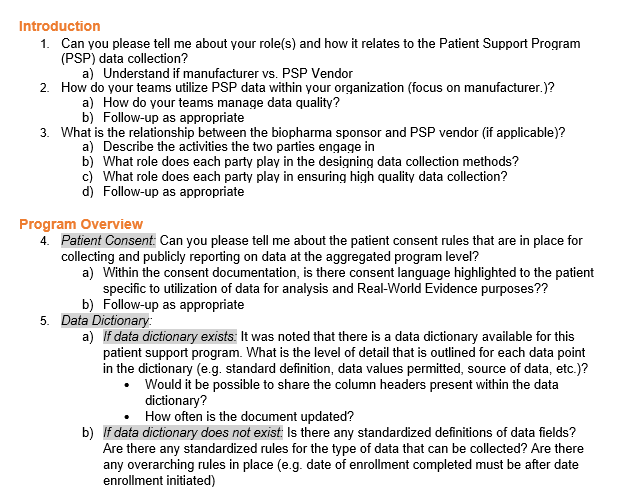 Introduction
1. Can you please tell me about your role(s) and how it relates to the Patient Support Program
(PSP) data collection?
a) Understand if manufacturer vs. PSP Vendor
2. How do your teams utilize PSP data within your organization (focus on manufacturer.)?
a) How do your teams manage data quality?
b) Follow-up as appropriate
3. What is the relationship between the biopharma sponsor and PSP vendor (if applicable)?
a) Describe the activities the two parties engage in
b) What role does each party play in the designing data collection methods?
c) What role does each party play in ensuring high quality data collection?
d) Follow-up as appropriate
Program Overview
4. Patient Consent: Can you please tell me about the patient consent rules that are in place for
collecting and publicly reporting on data at the aggregated program level?
a) Within the consent documentation, is there consent language highlighted to the patient
specific to utilization of data for analysis and Real-World Evidence purposes??
b) Follow-up as appropriate
5. Data Dictionary:
a) If data dictionary exists: It was noted that there is a data dictionary available for this
patient support program. What is the level of detail that is outlined for each data point
in the dictionary (e.g. standard definition, data values permitted, source of data, etc.)?
• Would it be possible to share the column headers present within the data
dictionary?
• How often is the document updated?
b) If data dictionary does not exist: Is there any standardized definitions of data fields?
Are there any standardized rules for the type of data that can be collected? Are there
any overarching rules in place (e.g. date of enrollment completed must be after date
enrollment initiated)